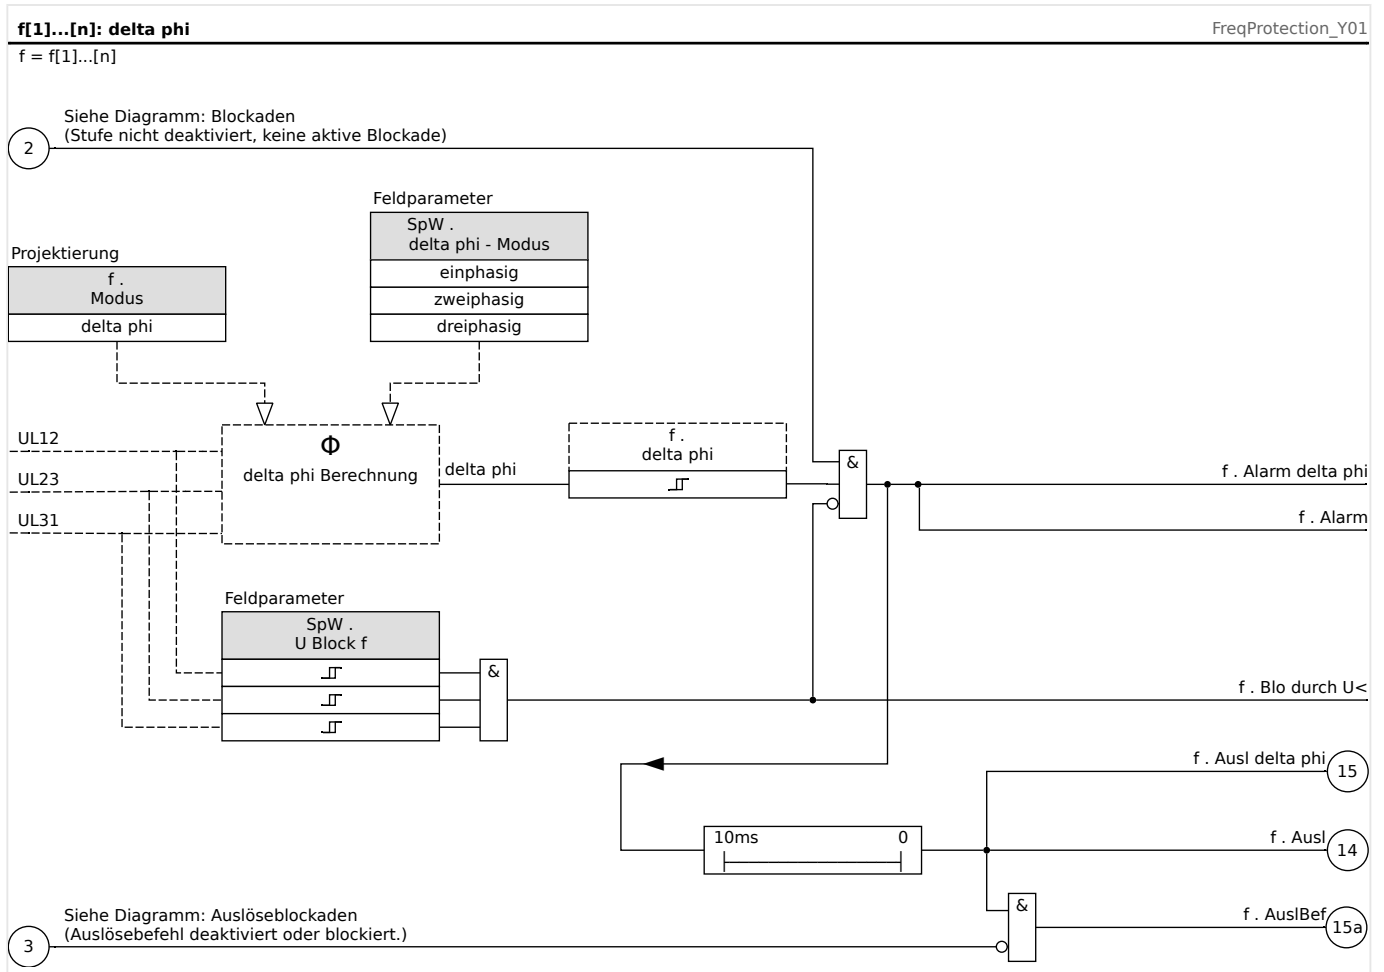 f[1]...[n]: delta phi
FreqProtection_Y01
f = f[1]...[n]
Siehe Diagramm: Blockaden
(Stufe nicht deaktiviert, keine aktive Blockade)
2
Feldparameter
SpW .
delta phi - Modus
einphasig
zweiphasig
dreiphasig
Projektierung
f .
Modus
delta phi
UL12
UL23
UL31
Φ
delta phi Berechnung
delta phi
f .
delta phi
&
f . Alarm delta phi
f . Alarm
Feldparameter
SpW .
U Block f
&
f . Blo durch U<
f . Ausl delta phi
15
10ms
0
f . Ausl
14
Siehe Diagramm: Auslöseblockaden
(Auslösebefehl deaktiviert oder blockiert.)
3
&
f . AuslBef
15a